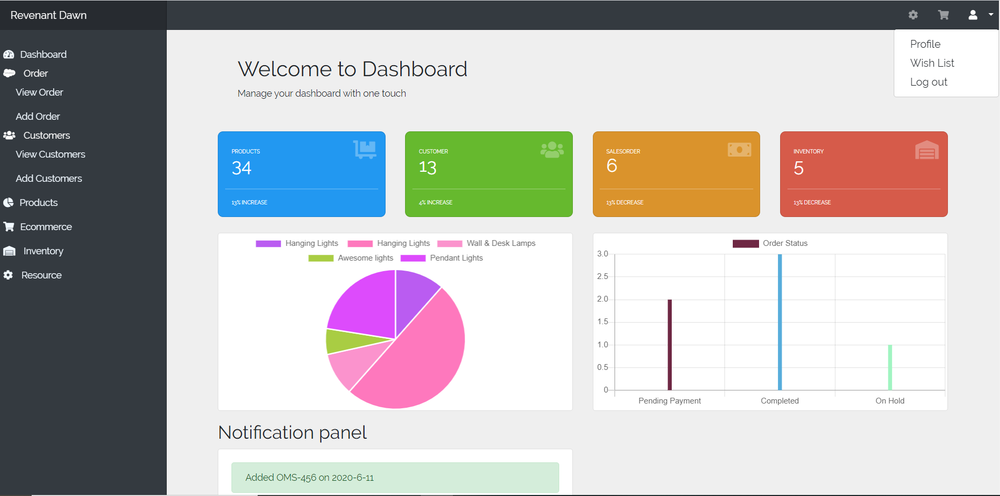 Revenant Dawn
Profile
Wish List
Log out
Dashboard
Order
View Order
Add Order
Customers
View Customers
Add Customers
Products
Ecommerce
Inventory
Resource
Welcome to Dashboard
Manage your dashboard with one touch
PRODUCTS
34
13% INCREASE
CUSTOMER
13
4% INCREASE
SALESORDER
6
13% DECREASE
INVENTORY
5
13% DECREASE
Hanging Lights Hanging Lights Wall & Desk Lamps
Awesome lights Pendant Lights
Order Status
3.0
2.5
2.0
1.5
1.0
0.5
0
Pending Payment Completed On Hold
Notification panel
Added OMS-456 on 2020-6-11